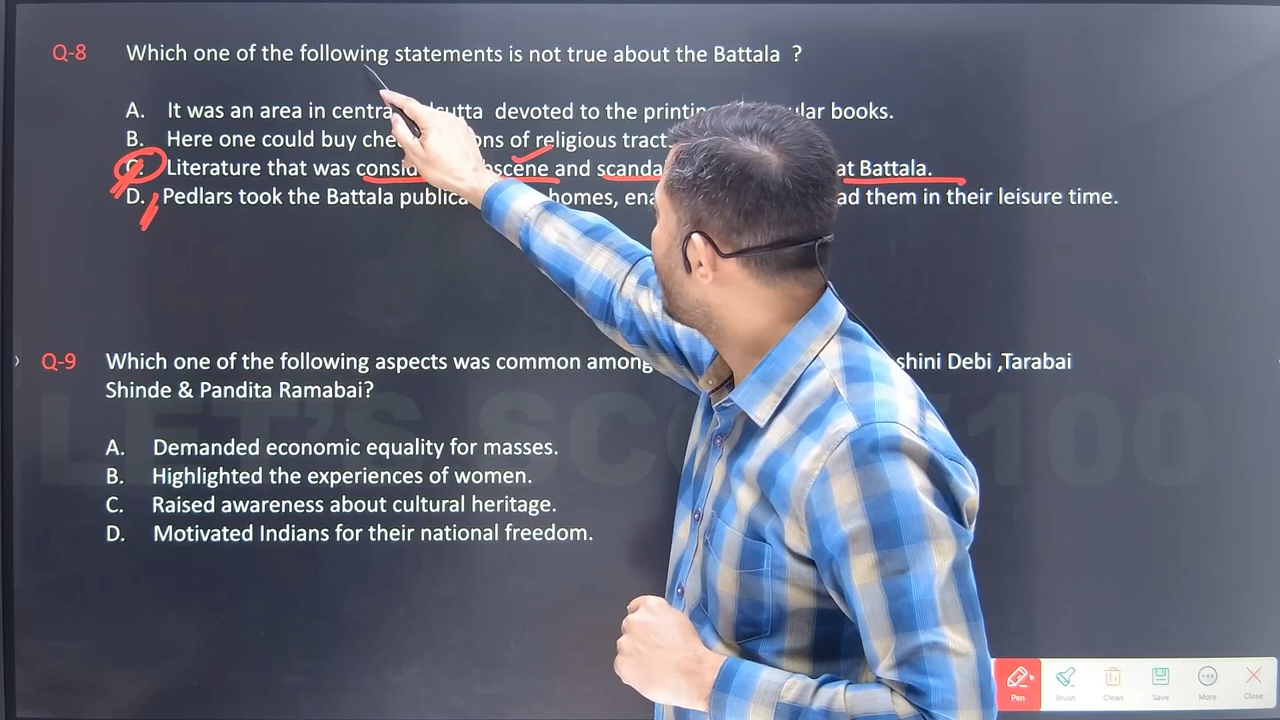 Q-8 Which one of the following statements is not true about the Battala ?
A. It was an area in centra cutta devoted to the printin ular books.
B. Here one could buy che ons of religious tract
C. Literature that was consid bscene and scanda at Battala.
D. Pedlars took the Battala publica homes, ena ad them in their leisure time.
Q-9 Which one of the following aspects was common among shini Debi ,Tarabai
Shinde & Pandita Ramabai?
A. Demanded economic equality for masses.
B. Highlighted the experiences of women.
C. Raised awareness about cultural heritage.
D. Motivated Indians for their national freedom.
LET'S SCO 100
Pen Brush Clean Save More Close